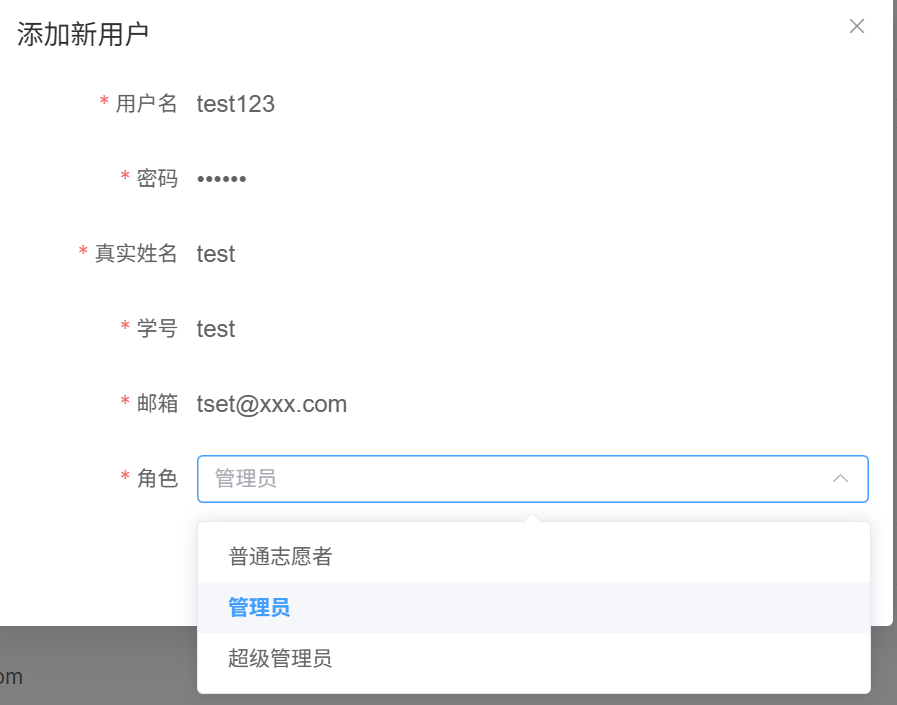 添加新用户
* 用户名 test123
* 密码 ••••••
* 真实姓名 test
* 学号 test
* 邮箱 tset@xxx.com
* 角色 管理员
普通志愿者
管理员
超级管理员
om